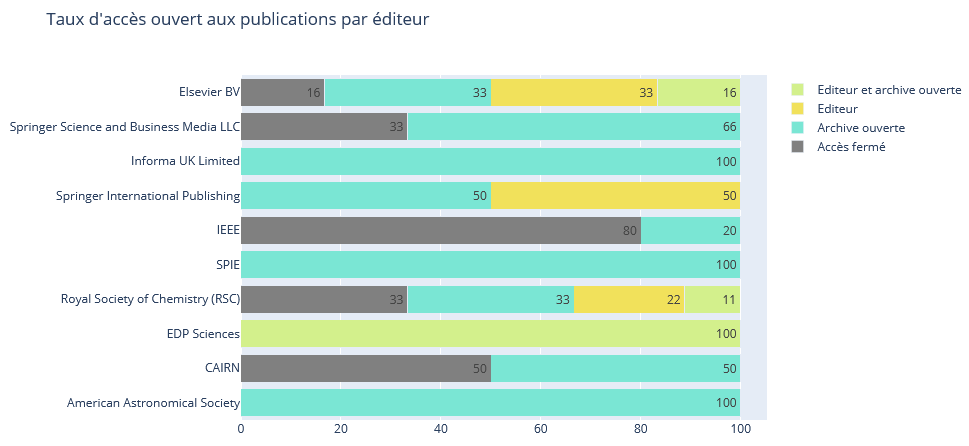 Taux d'accès ouvert aux publications par éditeur
Elsevier BV 16 33 33 16
Springer Science and Business Media LLC 33 66
Informa UK Limited 100
Springer International Publishing 50 50
IEEE 80 20
SPIE 100
Royal Society of Chemistry (RSC) 33 33 22 11
EDP Sciences 100
CAIRN 50 50
American Astronomical Society 100
0 20 40 60 80 100
Editeur et archive ouverte
Editeur
Archive ouverte
Accès fermé